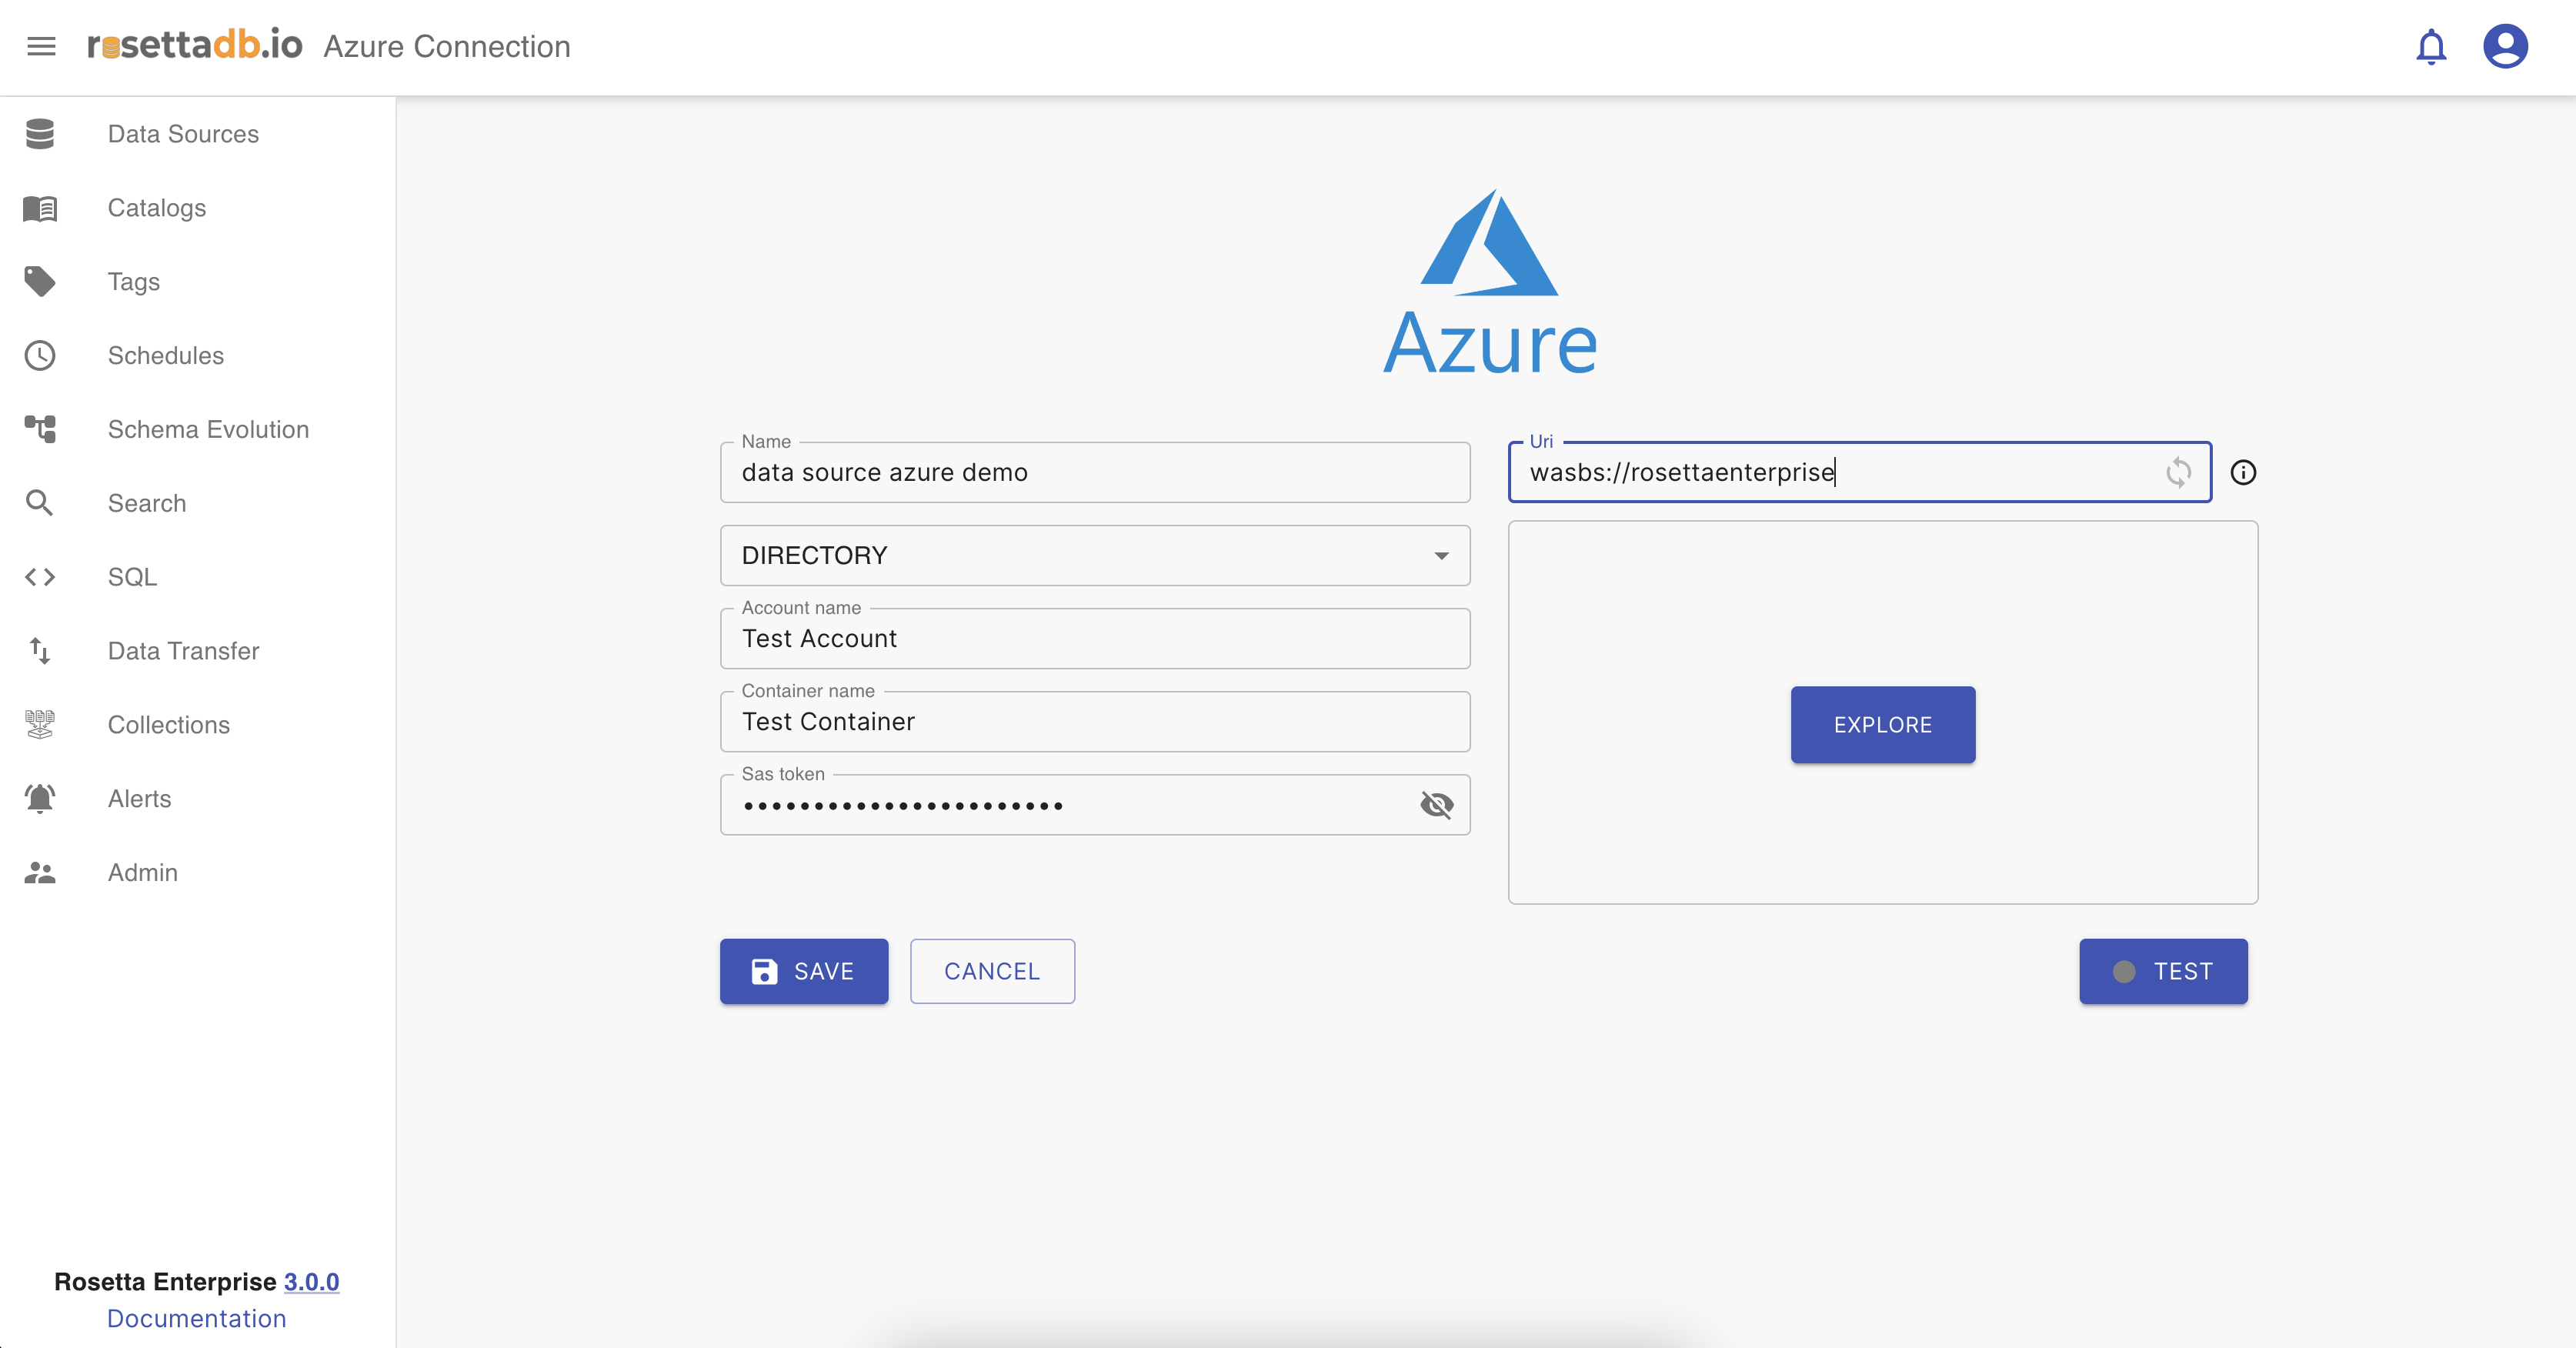 rosettadb.io Azure Connection
Data Sources
Catalogs
Tags
Schedules
Schema Evolution
Search
SQL
Data Transfer
Collections
Alerts
Admin
Rosetta Enterprise 3.0.0
Documentation
Azure
Name
data source azure demo
DIRECTORY
Account name
Test Account
Container name
Test Container
Sas token
•••••••••••••••••••••••
Uri
wasbs://rosettaenterprise
EXPLORE
SAVE
CANCEL
TEST